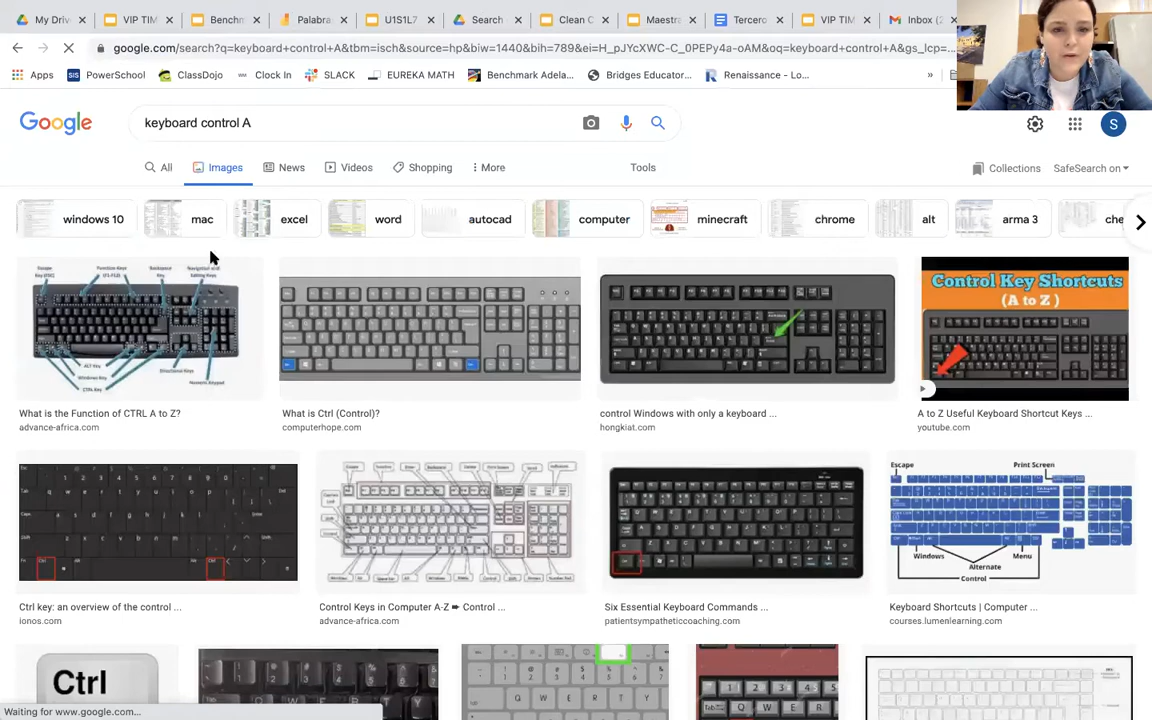 My Driv
VIP TIM
Benchm
Palabra
U1S1L7
Search
Clean C
Maestra
Tercero
VIP TIM
Inbox (2
google.com/search?q=keyboard+control+A&tbm=isch&source=hp&biw=1440&bih=789&ei=H_pJYcXWC-C_0PEPy4a-oAM&oq=keyboard+control+A&gs_lcp=...
Apps
SIS PowerSchool
ClassDojo
Clock In
SLACK
EUREKA MATH
Benchmark Adela...
Bridges Educator...
Renaissance - Lo...
»
Google
keyboard control A
S
All
Images
News
Videos
Shopping
More
Tools
Collections
SafeSearch on
windows 10
mac
excel
word
autocad
computer
minecraft
chrome
alt
arma 3
che
Control Key Shortcuts
(A to Z )
What is the Function of CTRL A to Z?
advance-africa.com
What is Ctrl (Control)?
computerhope.com
control Windows with only a keyboard ...
hongkiat.com
A to Z Useful Keyboard Shortcut Keys ...
youtube.com
Escape
Print Screen
Windows
Menu
Alternate
Control
Ctrl key: an overview of the control ...
ionos.com
Control Keys in Computer A-Z ➨ Control ...
advance-africa.com
Six Essential Keyboard Commands ...
patientsympatheticcoaching.com
Keyboard Shortcuts | Computer ...
courses.lumenlearning.com
Ctrl
Waiting for www.google.com...